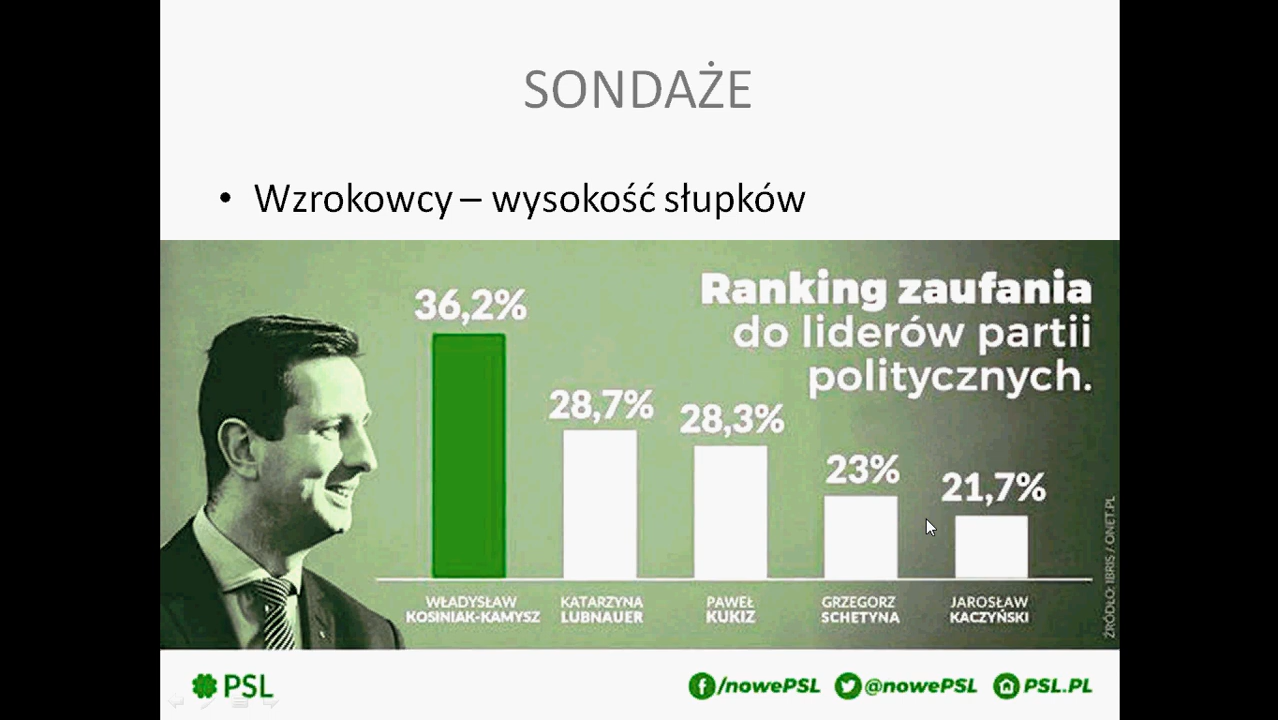 SONDAŻE
• Wzrokowcy – wysokość słupków
Ranking zaufania
do liderów partii
politycznych.
36,2%
28,7%
28,3%
23%
21,7%
WŁADYSŁAW
KOSINIAK-KAMYSZ
KATARZYNA
LUBNAUER
PAWEŁ
KUKIZ
GRZEGORZ
SCHETYNA
JAROSŁAW
KACZYŃSKI
ŹRÓDŁO: IBRIS / ONET.PL
PSL
/nowePSL
@nowePSL
PSL.PL